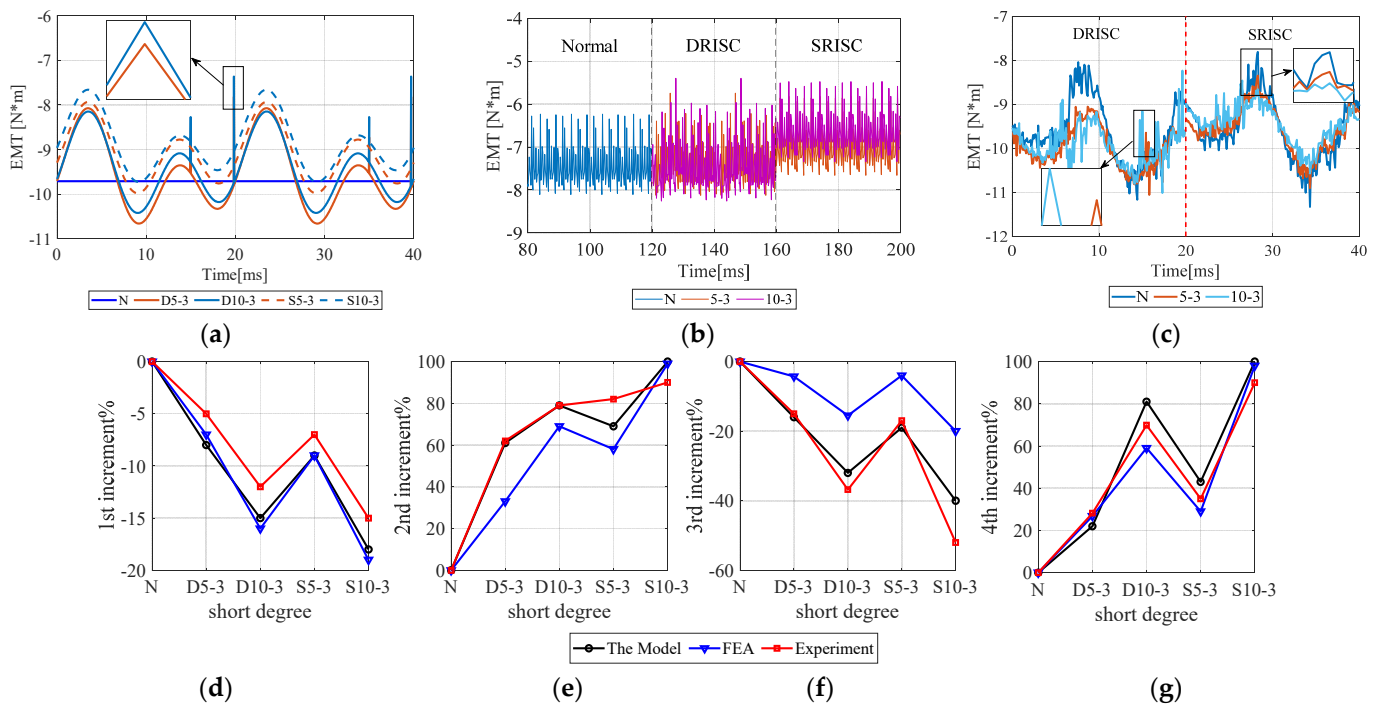 -6
-7
-8
-9
-10
-11
EMT [N*m]
0
10
20
30
40
Time[ms]
N D5-3 D10-3 S5-3 S10-3
(a)
-4
-5
-6
-7
-8
-9
EMT [N*m]
Normal
DRISC
SRISC
80
100
120
140
160
180
200
Time[ms]
N 5-3 10-3
(b)
-7
-8
-9
-10
-11
-12
EMT [N*m]
DRISC
SRISC
0
10
20
30
40
Time[ms]
N 5-3 10-3
(c)
0
-5
-10
-15
-20
1st increment%
N D5-3 D10-3 S5-3 S10-3
short degree
100
80
60
40
20
0
2nd increment%
N D5-3 D10-3 S5-3 S10-3
short degree
0
-20
-40
-60
3rd increment%
N D5-3 D10-3 S5-3 S10-3
short degree
100
80
60
40
20
0
4th increment%
N D5-3 D10-3 S5-3 S10-3
short degree
The Model FEA Experiment
(d)
(e)
(f)
(g)